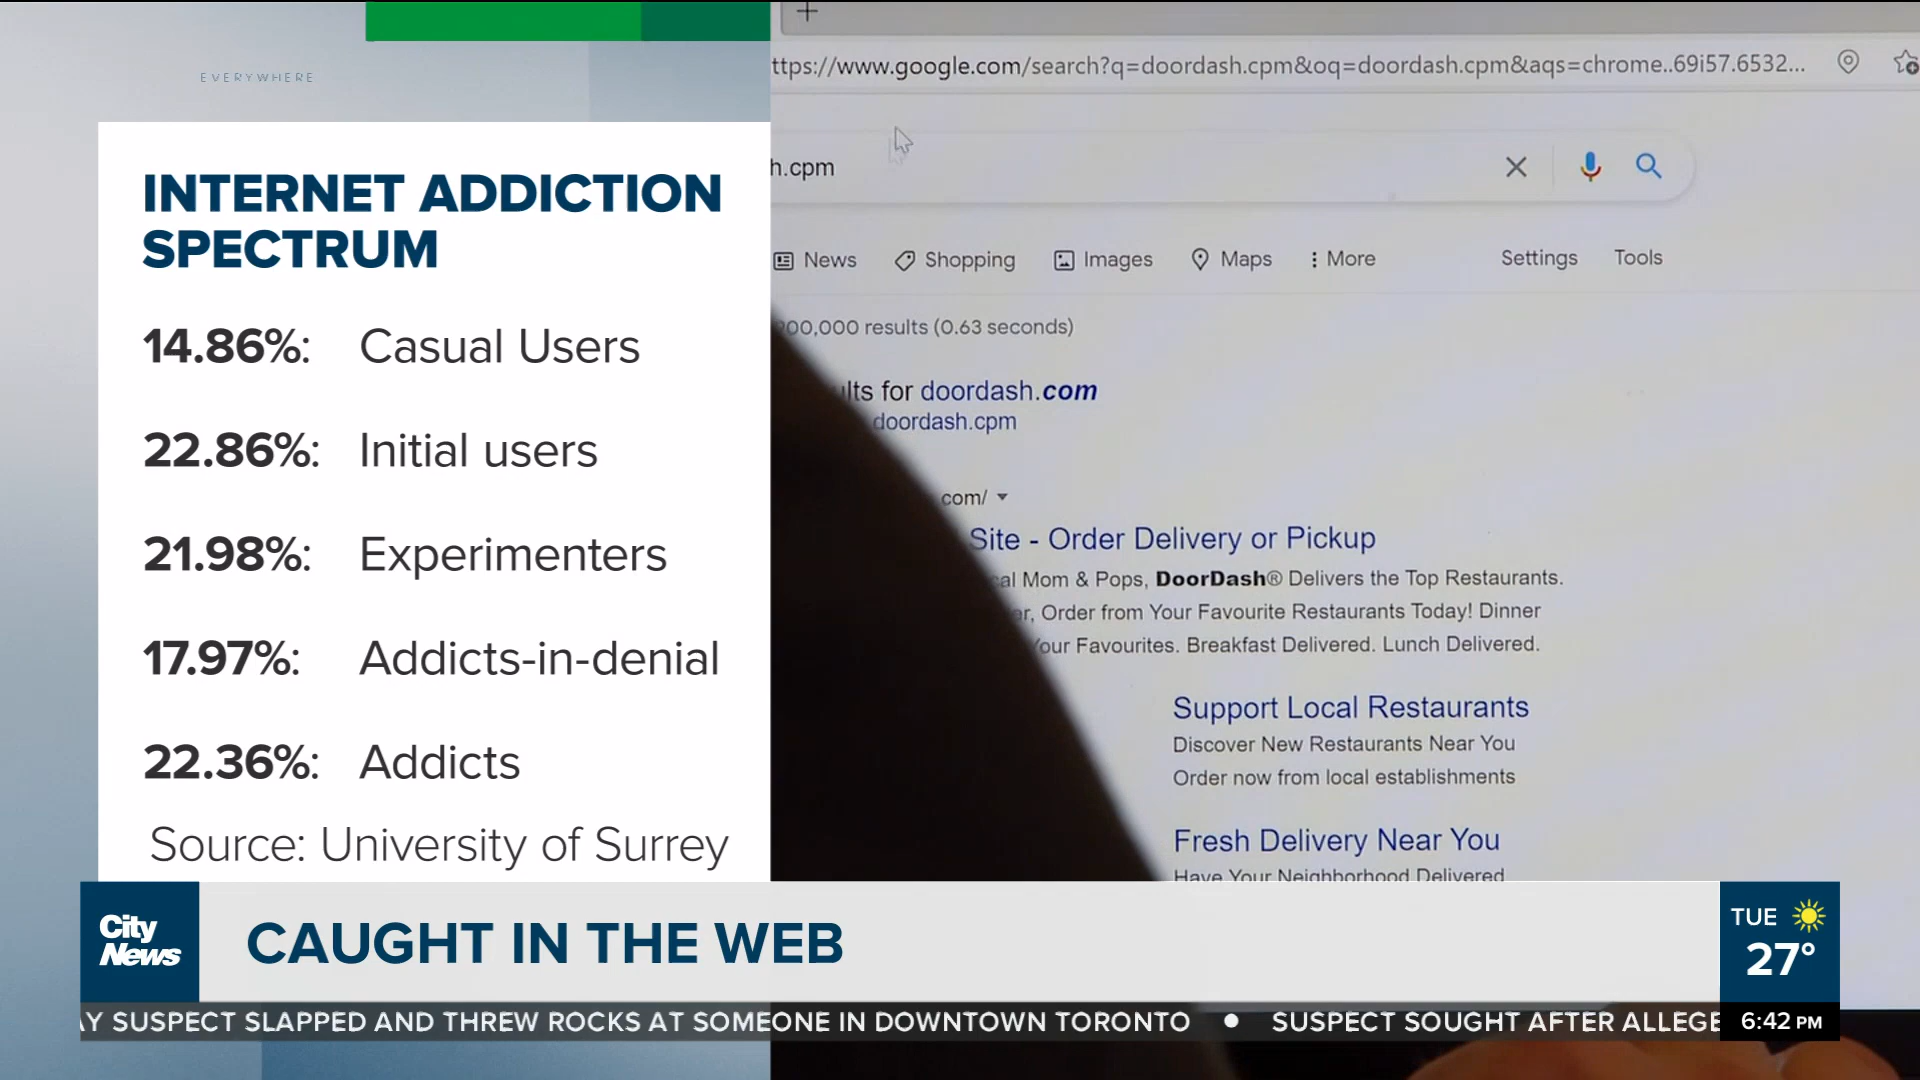 EVERYWHERE
INTERNET ADDICTION
SPECTRUM
14.86%: Casual Users
22.86%: Initial users
21.98%: Experimenters
17.97%: Addicts-in-denial
22.36%: Addicts
Source: University of Surrey
ttps://www.google.com/search?q=doordash.cpm&oq=doordash.cpm&aqs=chrome..69i57.6532...
h.cpm
News Shopping Images Maps More Settings Tools
00,000 results (0.63 seconds)
ults for doordash.com
doordash.cpm
.com/
Site - Order Delivery or Pickup
cal Mom & Pops, DoorDash® Delivers the Top Restaurants.
er, Order from Your Favourite Restaurants Today! Dinner
Your Favourites. Breakfast Delivered. Lunch Delivered.
Support Local Restaurants
Discover New Restaurants Near You
Order now from local establishments
Fresh Delivery Near You
Have Your Neighborhood Delivered
City
News
CAUGHT IN THE WEB
TUE
27°
AY SUSPECT SLAPPED AND THREW ROCKS AT SOMEONE IN DOWNTOWN TORONTO • SUSPECT SOUGHT AFTER ALLEGE
6:42 PM